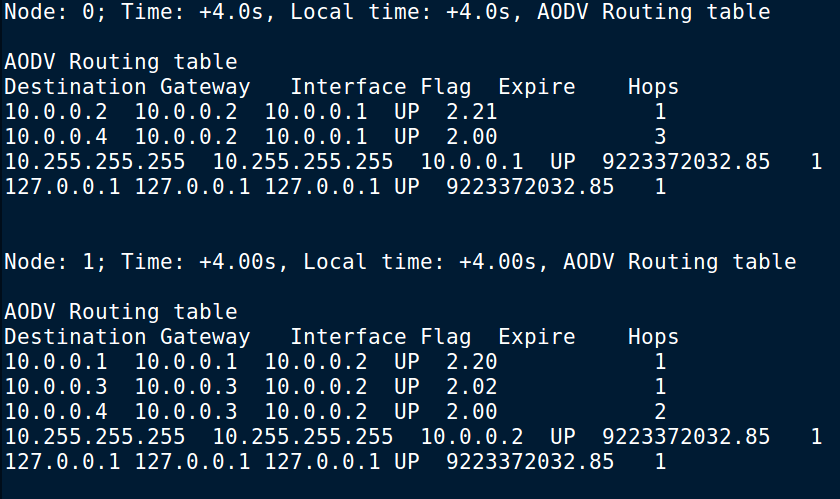 Node: 0; Time: +4.0s, Local time: +4.0s, AODV Routing table
AODV Routing table
Destination Gateway   Interface Flag  Expire    Hops
10.0.0.2  10.0.0.2  10.0.0.1  UP  2.21            1
10.0.0.4  10.0.0.2  10.0.0.1  UP  2.00            3
10.255.255.255  10.255.255.255  10.0.0.1  UP  9223372032.85   1
127.0.0.1 127.0.0.1 127.0.0.1 UP  9223372032.85   1
Node: 1; Time: +4.00s, Local time: +4.00s, AODV Routing table
AODV Routing table
Destination Gateway   Interface Flag  Expire    Hops
10.0.0.1  10.0.0.1  10.0.0.2  UP  2.20            1
10.0.0.3  10.0.0.3  10.0.0.2  UP  2.02            1
10.0.0.4  10.0.0.3  10.0.0.2  UP  2.00            2
10.255.255.255  10.255.255.255  10.0.0.2  UP  9223372032.85   1
127.0.0.1 127.0.0.1 127.0.0.1 UP  9223372032.85   1